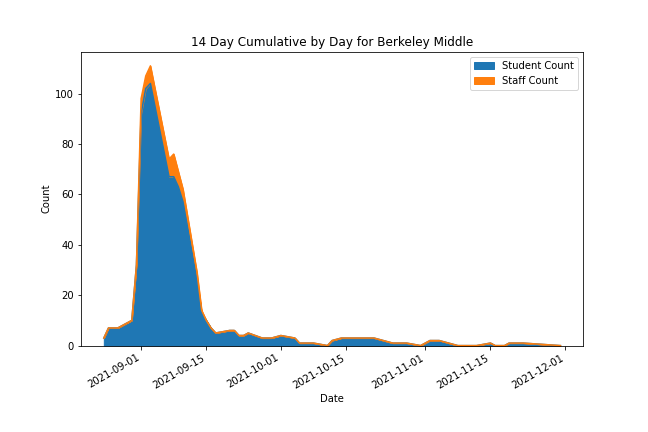 14 Day Cumulative by Day for Berkeley Middle
Student Count
Staff Count
Count
100
80
60
40
20
0
2021-09-01
2021-09-15
2021-10-01
2021-10-15
2021-11-01
2021-11-15
2021-12-01
Date